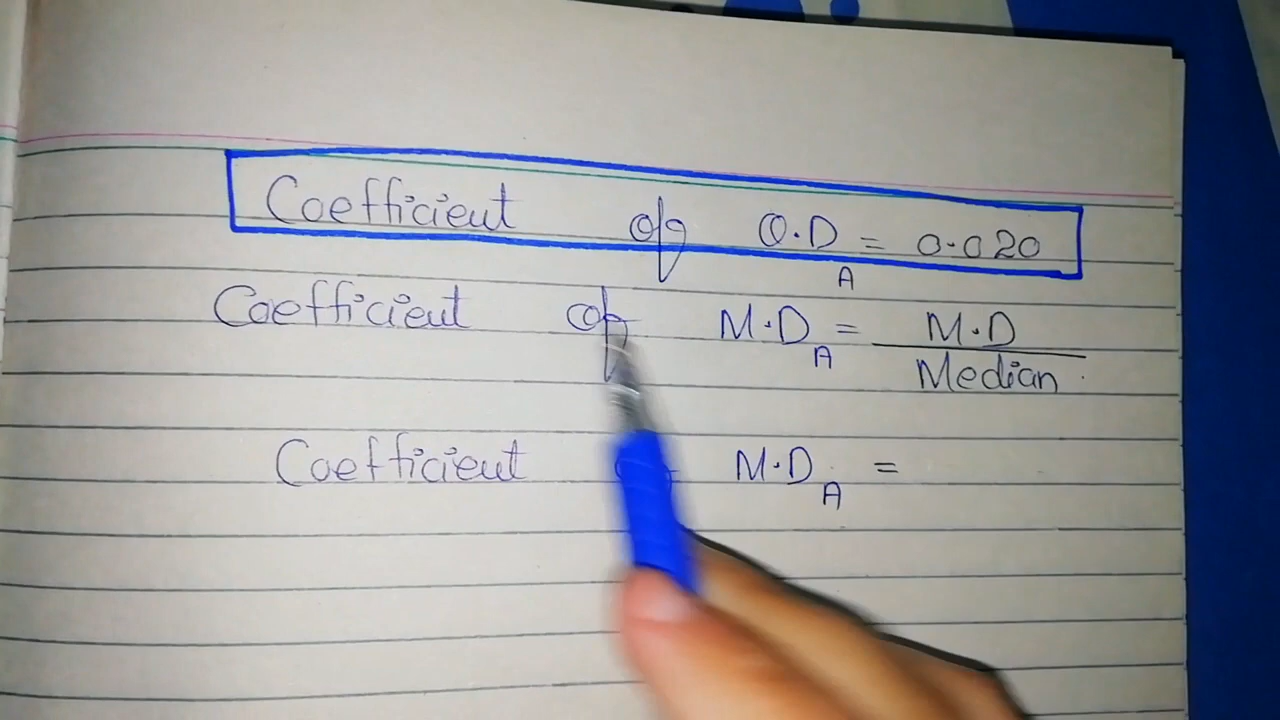 Coefficient of Q.D A = 0.020
Coefficient of M.D A = M.D / Median
Coefficient M.D A =